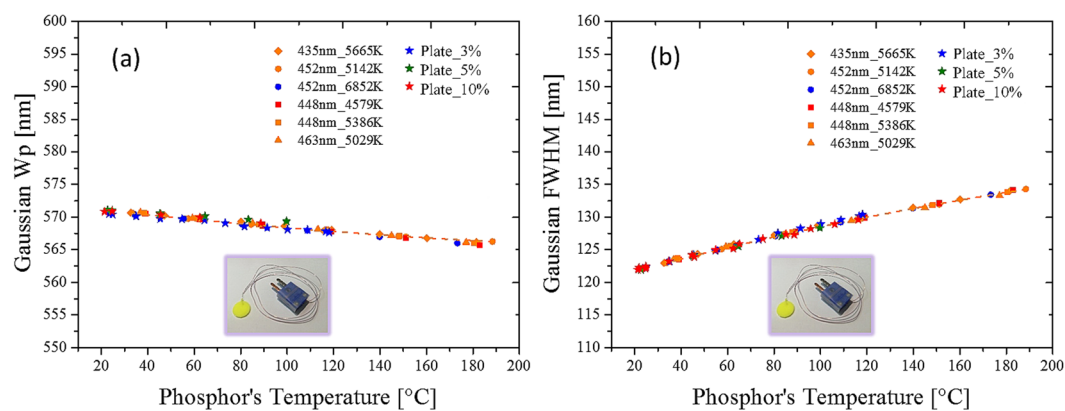 (a)
435nm_5665K
452nm_5142K
452nm_6852K
448nm_4579K
448nm_5386K
463nm_5029K
Plate_3%
Plate_5%
Plate_10%
Gaussian Wp [nm]
600
595
590
585
580
575
570
565
560
555
550
20 40 60 80 100 120 140 160 180 200
Phosphor's Temperature [°C]
(b)
435nm_5665K
452nm_5142K
452nm_6852K
448nm_4579K
448nm_5386K
463nm_5029K
Plate_3%
Plate_5%
Plate_10%
Gaussian FWHM [nm]
160
155
150
145
140
135
130
125
120
115
110
20 40 60 80 100 120 140 160 180 200
Phosphor's Temperature [°C]